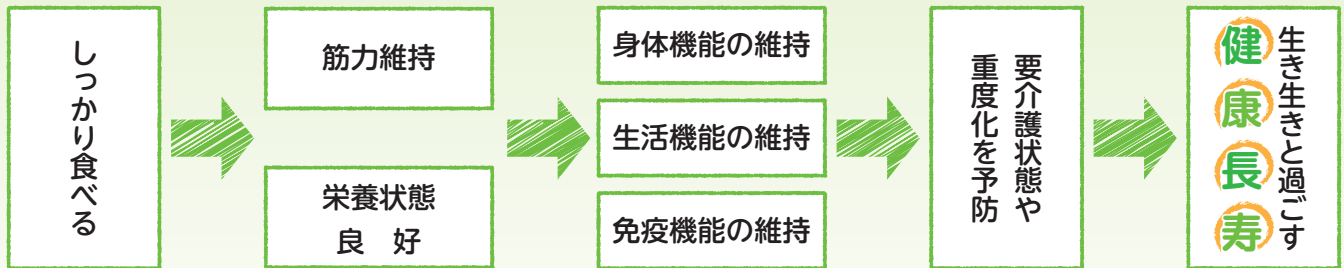 しっかり食べる
筋力維持
栄養状態
良　好
身体機能の維持
生活機能の維持
免疫機能の維持
要介護状態や
重度化を予防
生き生きと過ごす
健康長寿